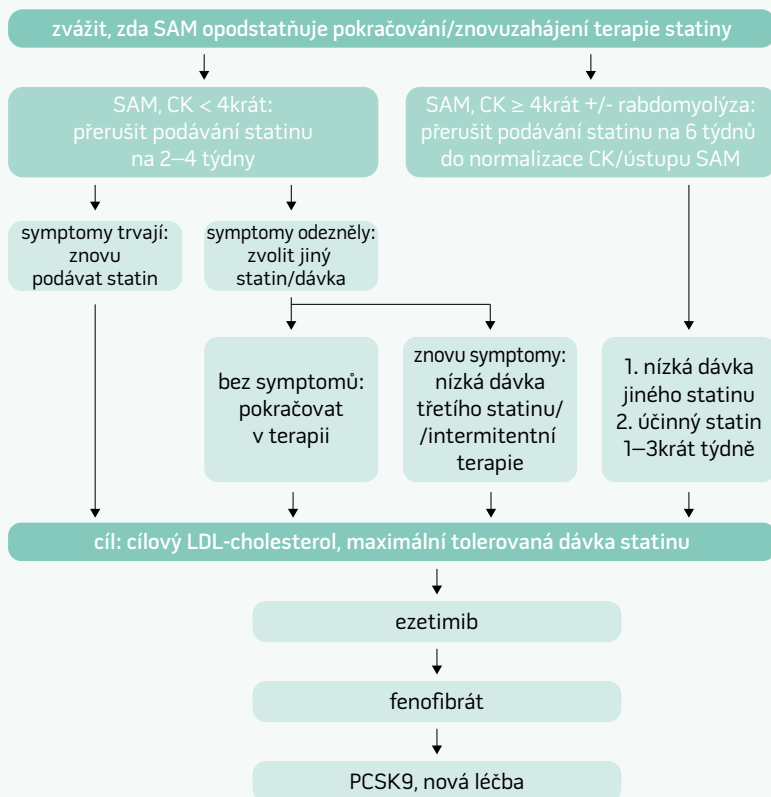 zvážit, zda SAM opodstatňuje pokračování/znovuzahájení terapie statiny
SAM, CK < 4krát:
přerušit podávání statinu
na 2–4 týdny
SAM, CK ≥ 4krát +/- rabdomyolýza:
přerušit podávání statinu na 6 týdnů
do normalizace CK/ústupu SAM
symptomy trvají:
znovu
podávat statin
symptomy odezněly:
zvolit jiný
statin/dávka
bez symptomů:
pokračovat
v terapii
znovu symptomy:
nízká dávka
třetího statinu/
/intermitentní
terapie
1. nízká dávka
jiného statinu
2. účinný statin
1–3krát týdně
cíl: cílový LDL-cholesterol, maximální tolerovaná dávka statinu
ezetimib
fenofibrát
PCSK9, nová léčba